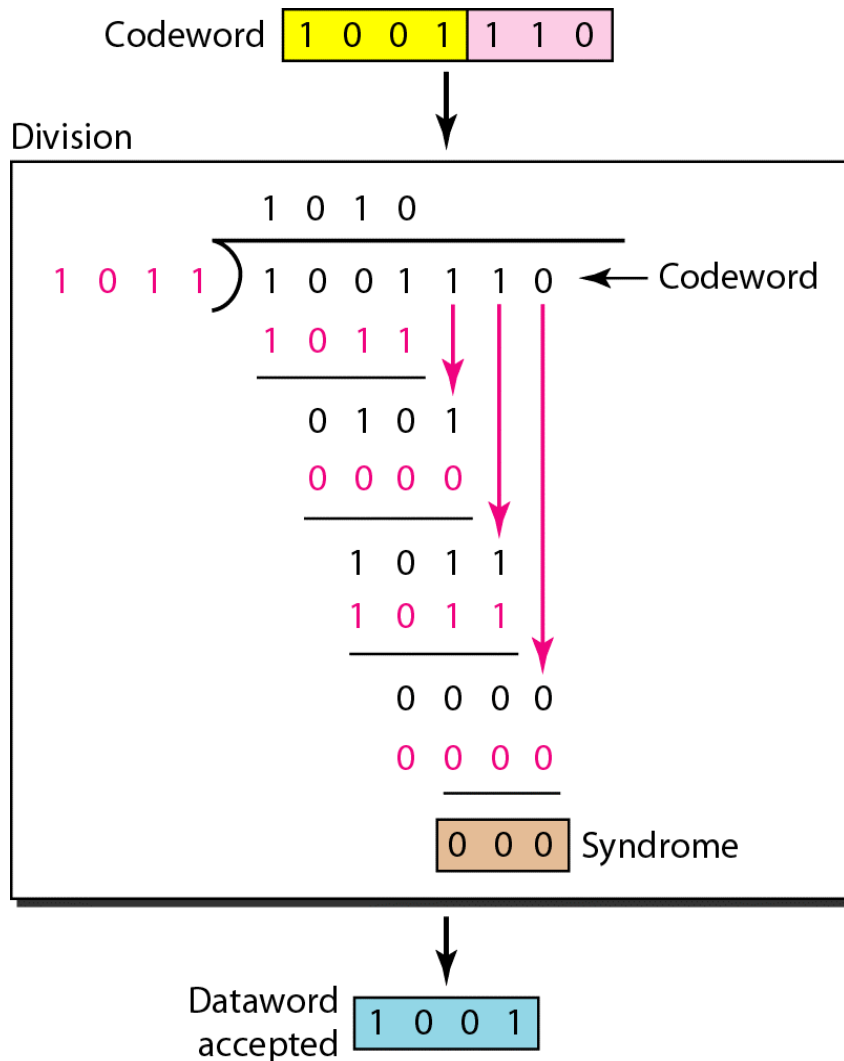 Codeword 1 0 0 1 1 1 0
Division
1 0 1 0
1 0 1 1 1 0 0 1 1 1 0 Codeword
1 0 1 1
0 1 0 1
0 0 0 0
1 0 1 1
1 0 1 1
0 0 0 0
0 0 0 0
0 0 0 Syndrome
Dataword
accepted 1 0 0 1